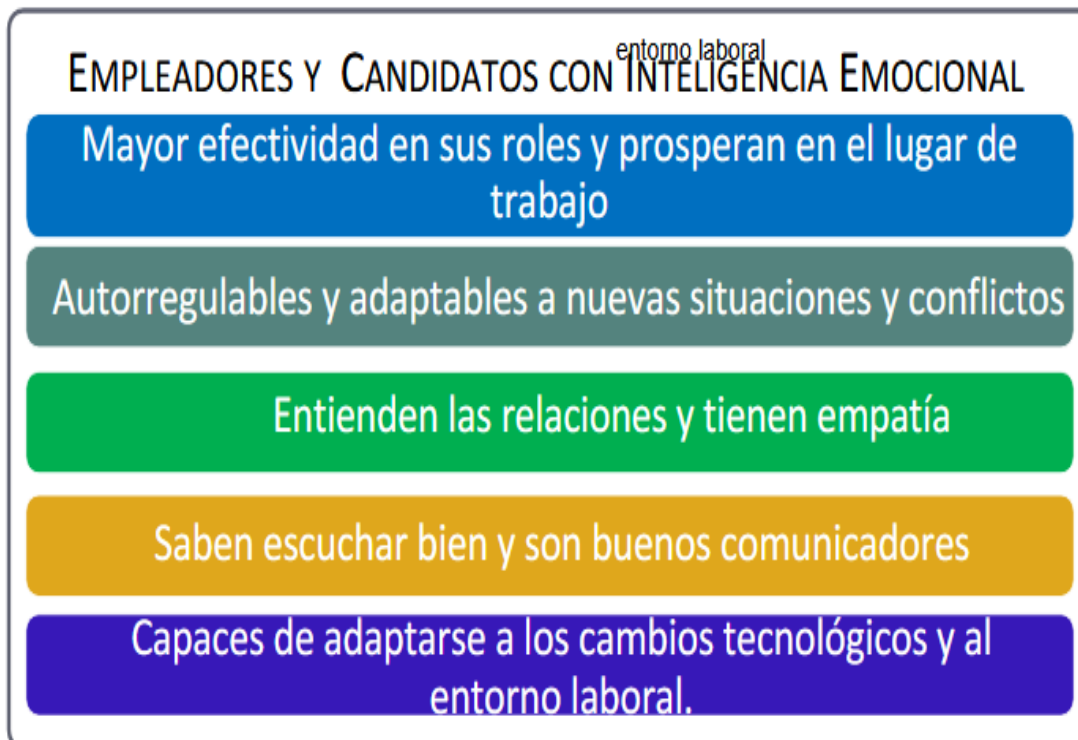 entorno laboral
EMPLEADORES Y CANDIDATOS CON INTELIGENCIA EMOCIONAL
Mayor efectividad en sus roles y prosperan en el lugar de
trabajo
Autorregulables y adaptables a nuevas situaciones y conflictos
Entienden las relaciones y tienen empatía
Saben escuchar bien y son buenos comunicadores
Capaces de adaptarse a los cambios tecnológicos y al
entorno laboral.